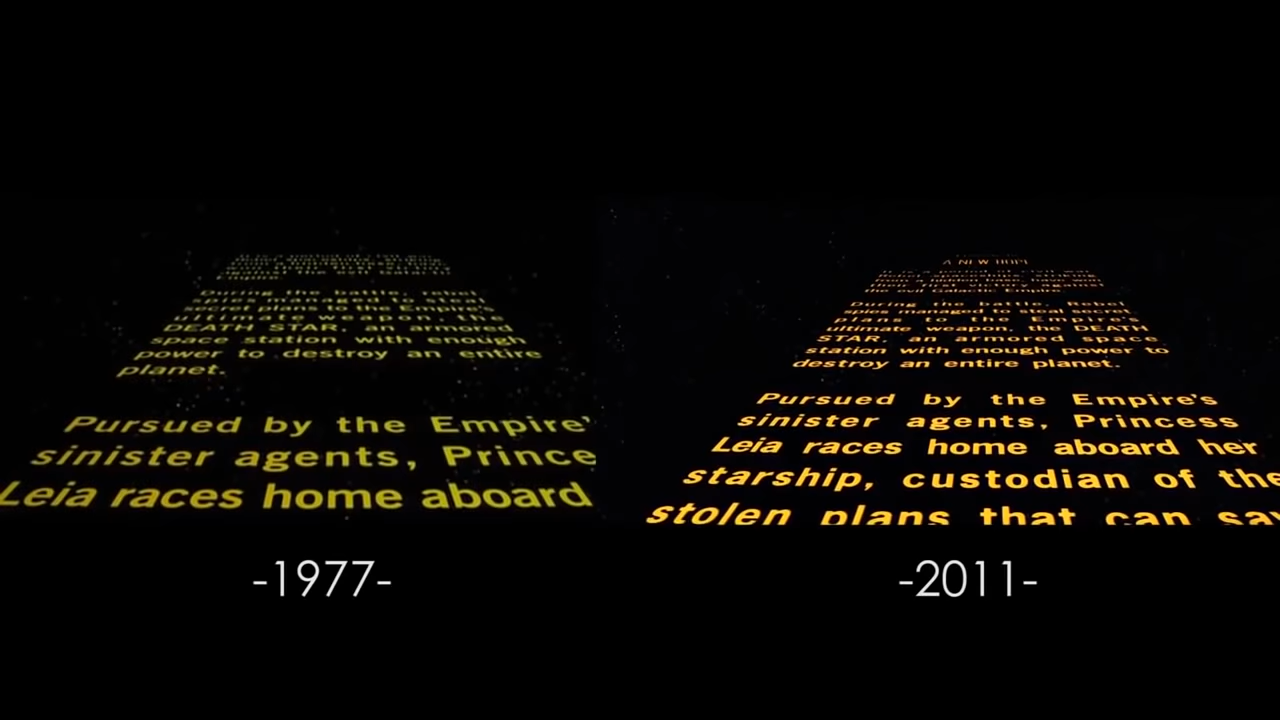 During the battle, rebel
spies managed to steal
secret plans to the Empire's
ultimate weapon, the
DEATH STAR, an armored
space station with enough
power to destroy an entire
planet.
Pursued by the Empire'
sinister agents, Prince
Leia races home aboard
-1977-
A NEW HOPE
Galactic
During the battle, Rebel
spies managed to steal secret
plans to the Empire's
ultimate weapon, the DEATH
STAR, an armored space
station with enough power to
destroy an entire planet.
Pursued by the Empire's
sinister agents, Princess
Leia races home aboard her
starship, custodian of the
stolen plans that can sav
-2011-